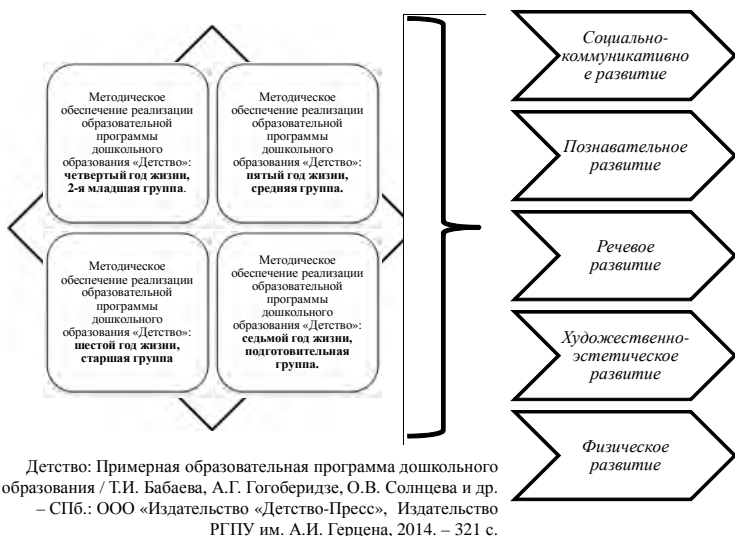 Методическое
обеспечение реализации
образовательной
программы
дошкольного
образования «Детство»:
четвертый год жизни,
2-я младшая группа.
Методическое
обеспечение реализации
образовательной
программы
дошкольного
образования «Детство»:
пятый год жизни,
средняя группа.
Методическое
обеспечение реализации
образовательной
программы
дошкольного
образования «Детство»:
шестой год жизни,
старшая группа
Методическое
обеспечение реализации
образовательной
программы
дошкольного
образования «Детство»:
седьмой год жизни,
подготовительная
группа.
Социально-
коммуникативно
е развитие
Познавательное
развитие
Речевое
развитие
Художественно-
эстетическое
развитие
Физическое
развитие
Детство: Примерная образовательная программа дошкольного
образования / Т.И. Бабаева, А.Г. Гогоберидзе, О.В. Солнцева и др.
– СПб.: ООО «Издательство «Детство-Пресс», Издательство
РГПУ им. А.И. Герцена, 2014. – 321 с.